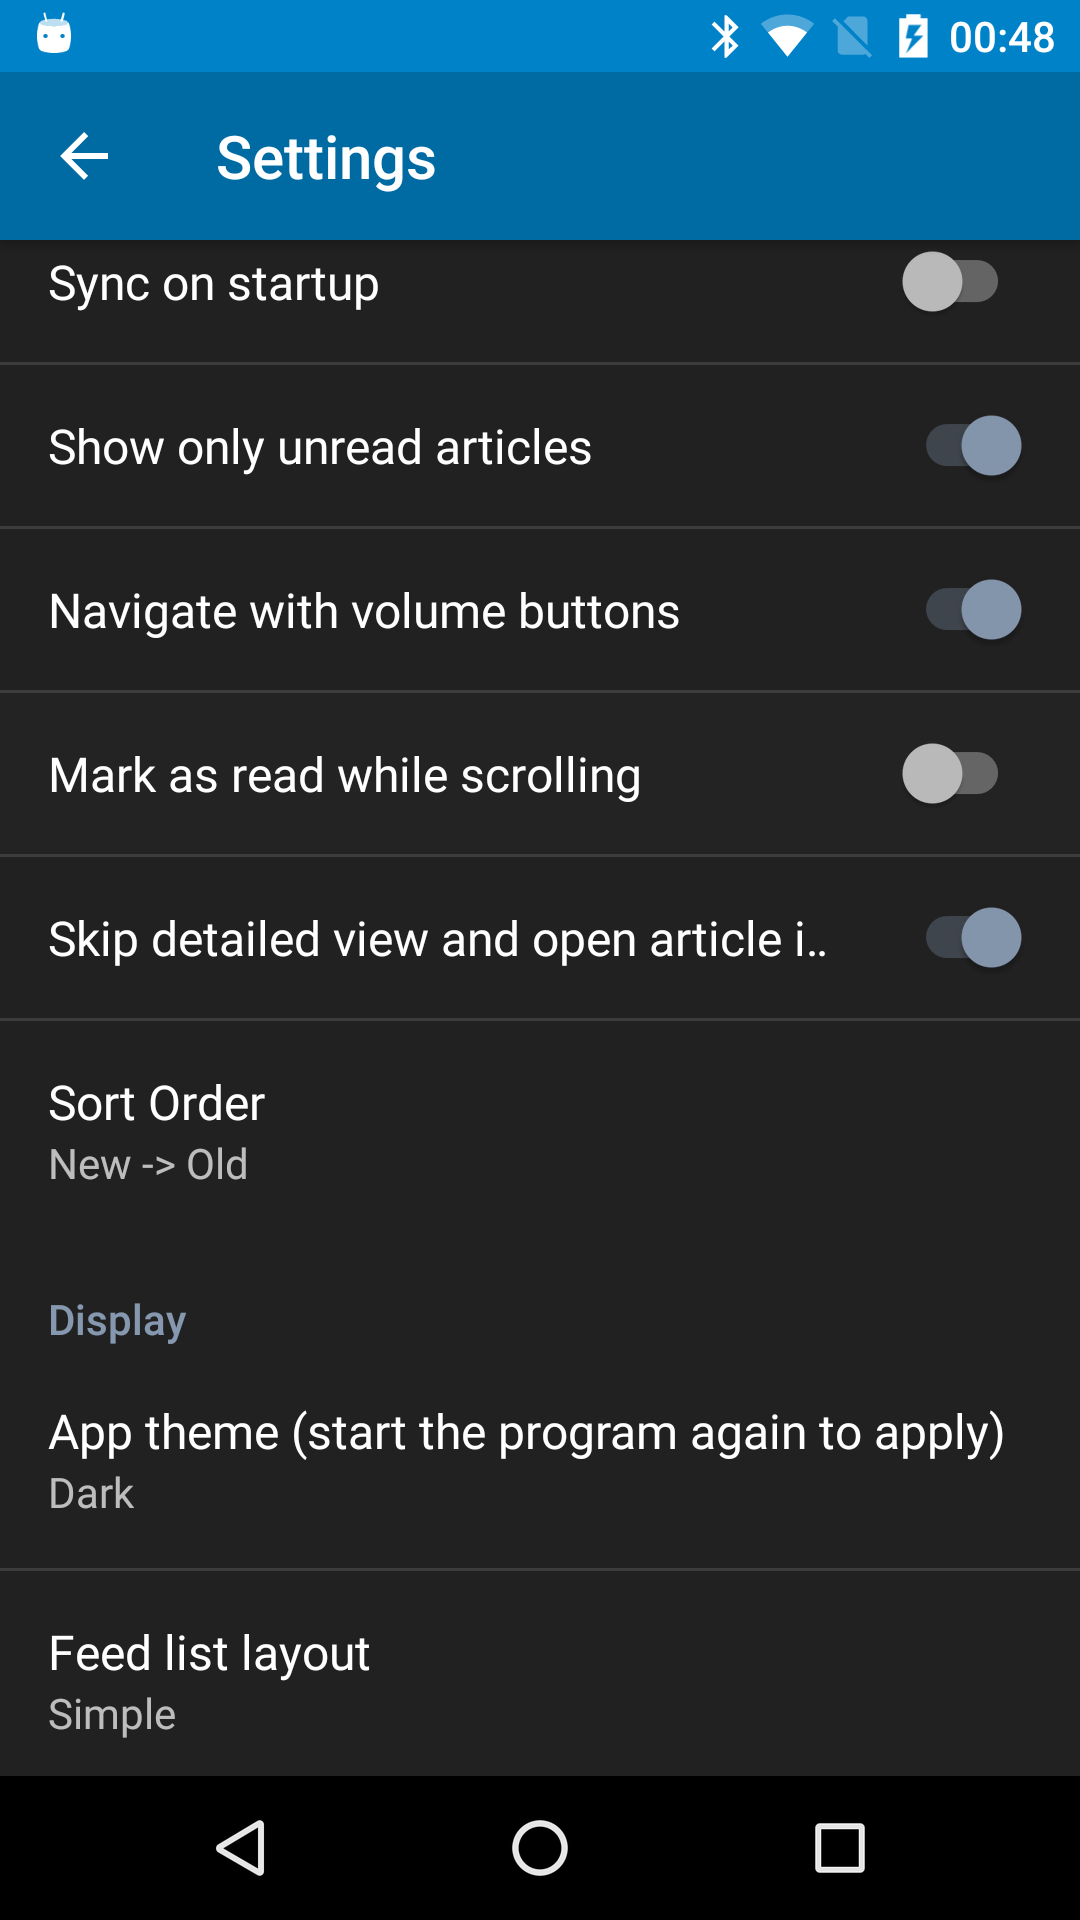 00:48
Settings
Sync on startup
Show only unread articles
Navigate with volume buttons
Mark as read while scrolling
Skip detailed view and open article i..
Sort Order
New -> Old
Display
App theme (start the program again to apply)
Dark
Feed list layout
Simple